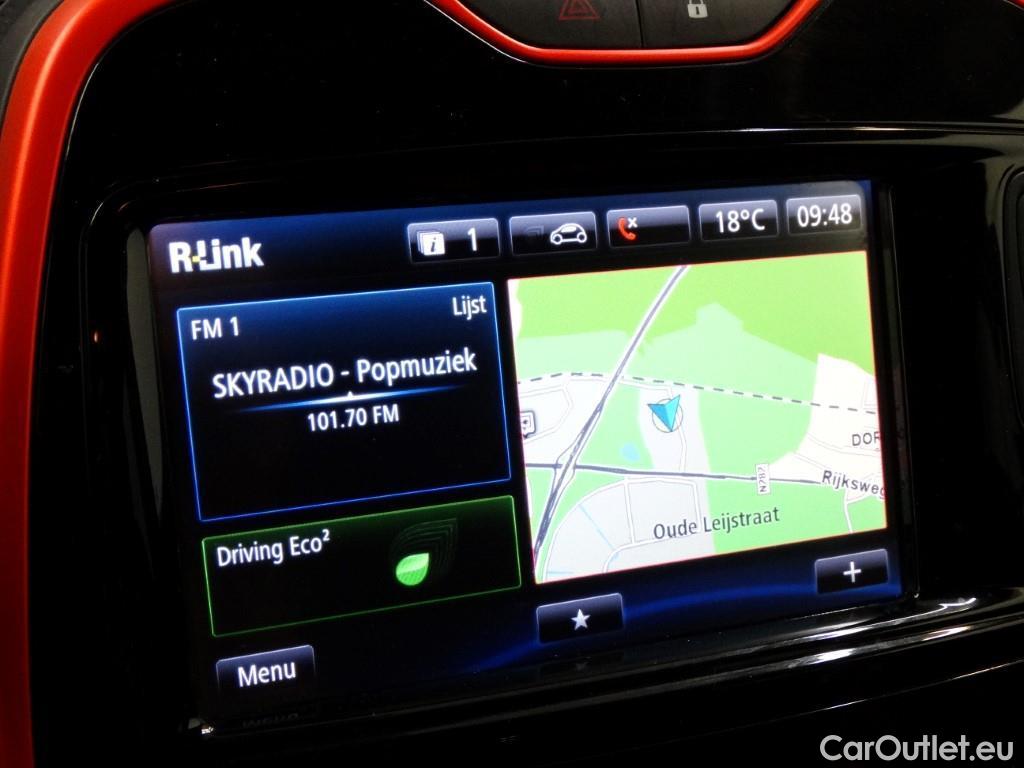 R-Link
1
18°C
09:48
FM 1
Lijst
SKYRADIO - Popmuziek
101.70 FM
Driving Eco²
N282
Rijksweg
Oude Leijstraat
Menu
CarOutlet.eu